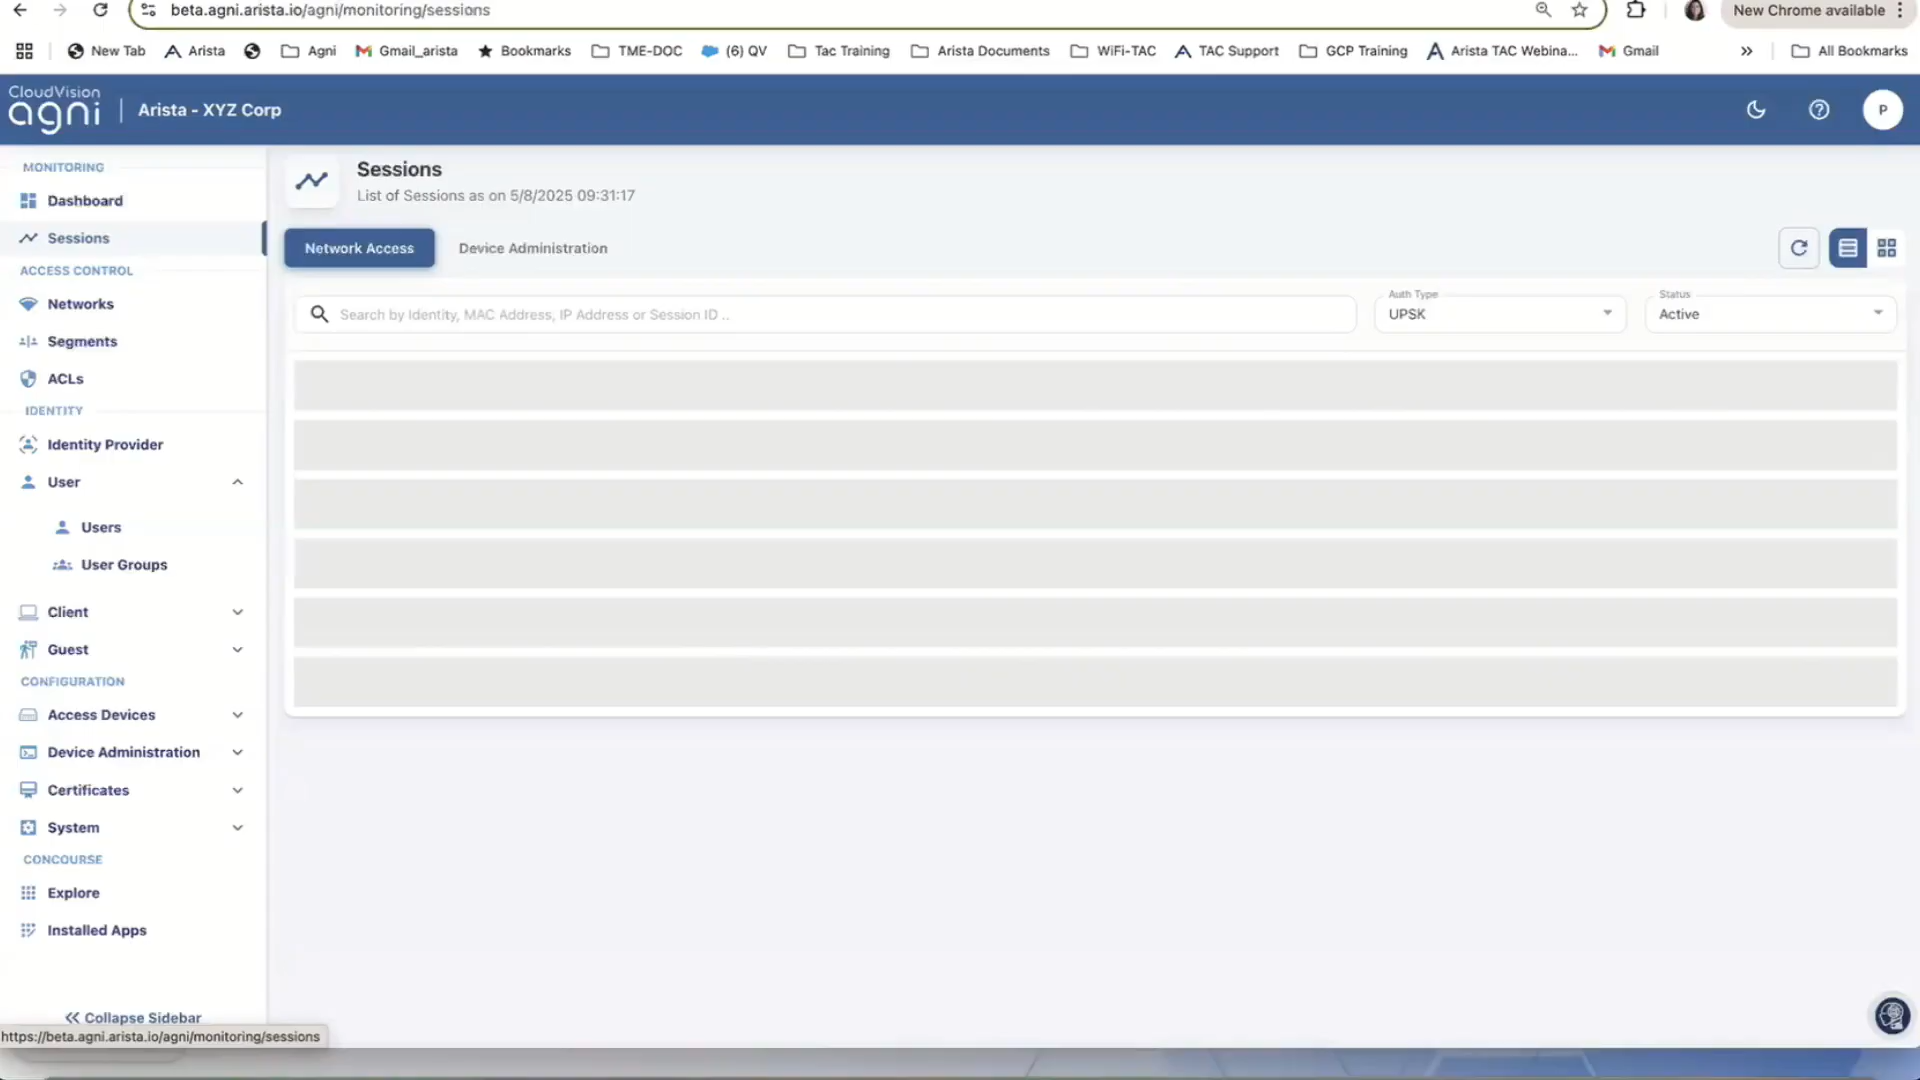 beta.agni.arista.io/agni/monitoring/sessions
New Chrome available
New Tab Arista Agni Gmail_arista Bookmarks TME-DOC (6) QV Tac Training Arista Documents WiFi-TAC TAC Support GCP Training Arista TAC Webina... Gmail » All Bookmarks
CloudVision
agni
Arista - XYZ Corp
P
MONITORING
Dashboard
Sessions
ACCESS CONTROL
Networks
Segments
ACLs
IDENTITY
Identity Provider
User
Users
User Groups
Client
Guest
CONFIGURATION
Access Devices
Device Administration
Certificates
System
CONCOURSE
Explore
Installed Apps
Collapse Sidebar
https://beta.agni.arista.io/agni/monitoring/sessions
Sessions
List of Sessions as on 5/8/2025 09:31:17
Network Access Device Administration
Search by Identity, MAC Address, IP Address or Session ID ..
Auth Type
UPSK
Status
Active